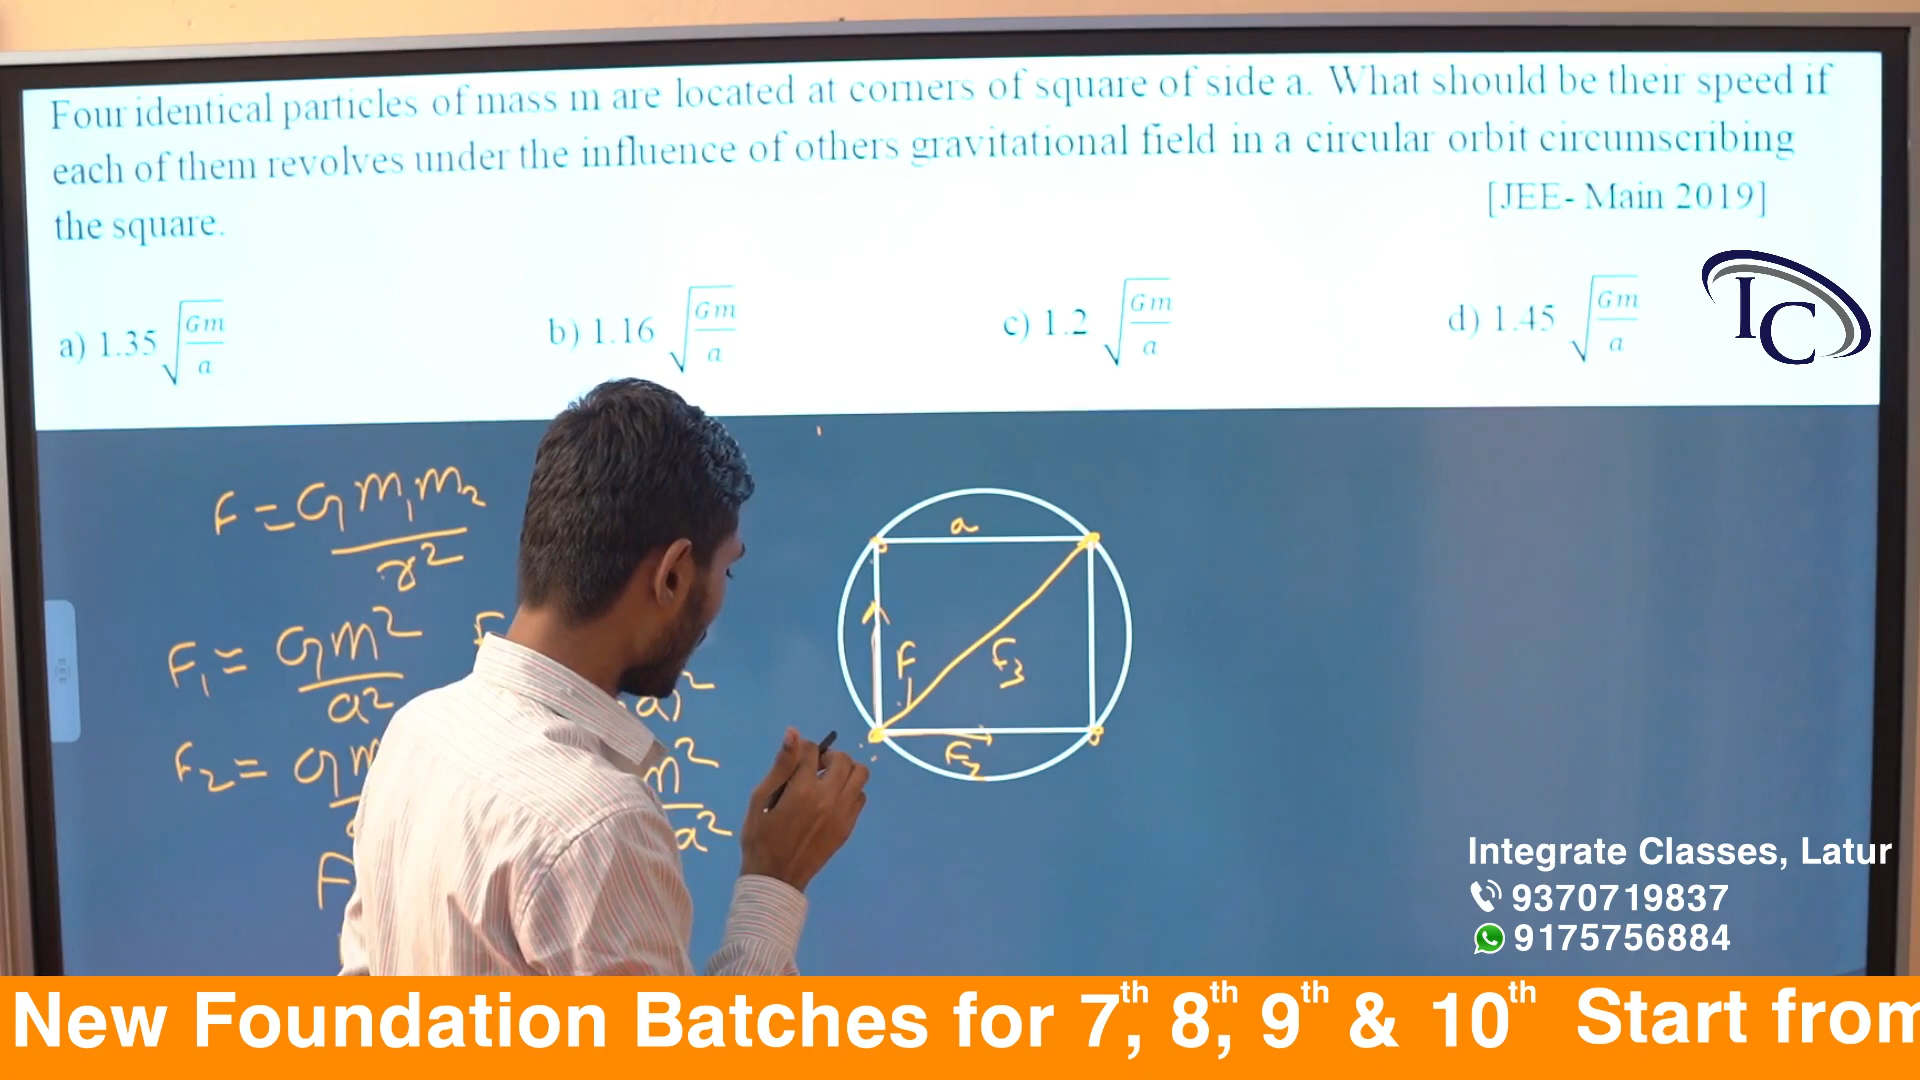 Four identical particles of mass m are located at corners of square of side a. What should be their speed if
each of them revolves under the influence of others gravitational field in a circular orbit circumscribing
the square.
[JEE- Main 2019]
a) 1.35 √(Gm/a)
b) 1.16 √(Gm/a)
c) 1.2 √(Gm/a)
d) 1.45 √(Gm/a)
IC
F = G m₁m₂
r²
F₁ = Gm²
a²
F₂ = Gm
a)²
m²
a²
F
a
F₁
F₃
F₂
Integrate Classes, Latur
9370719837
9175756884
New Foundation Batches for 7th, 8th, 9th & 10th Start from